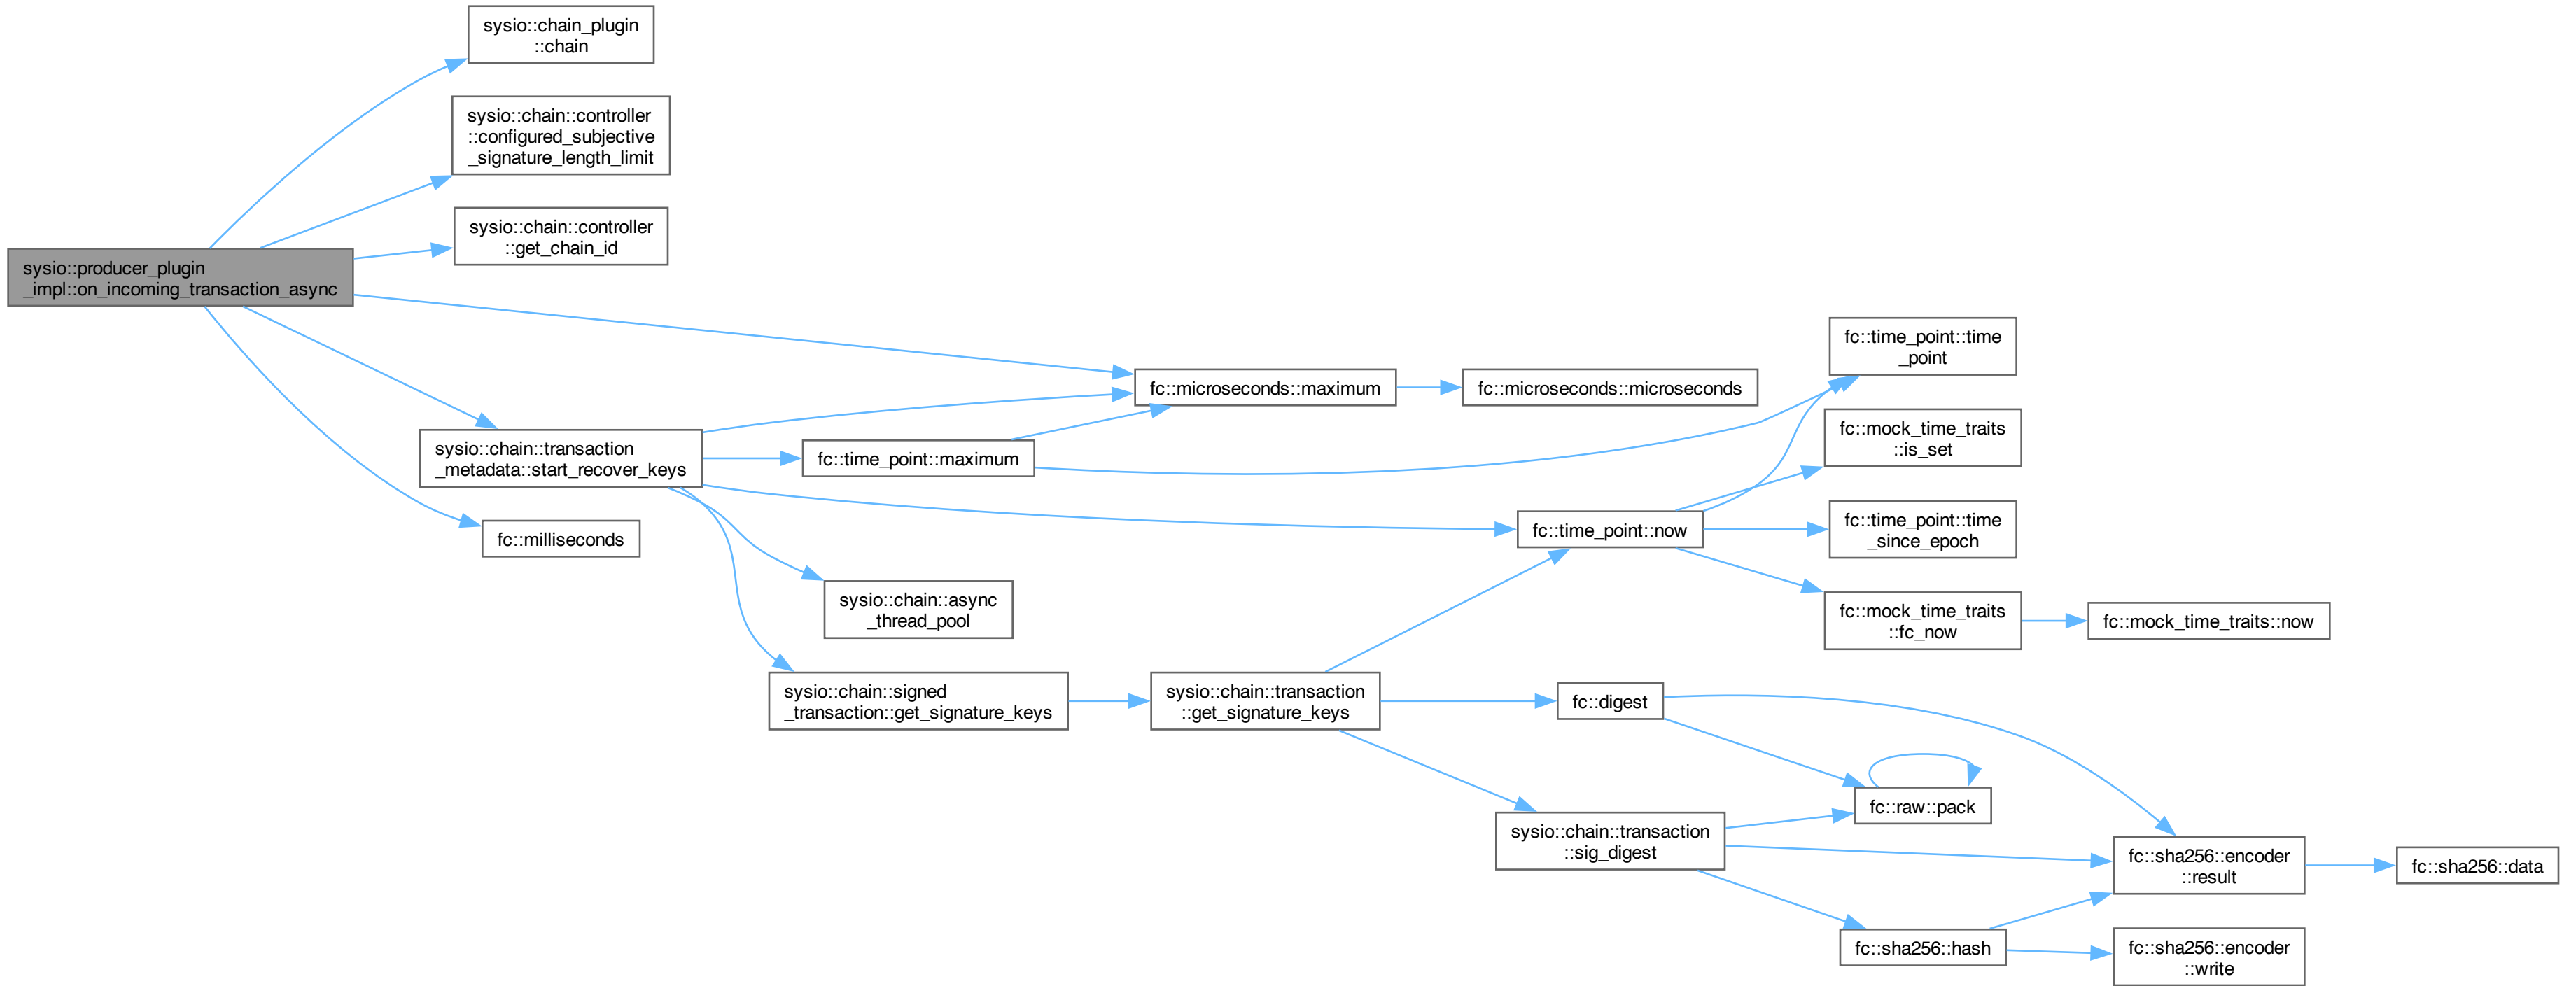 sysio::chain_plugin
::chain
sysio::chain::controller
::configured_subjective
_signature_length_limit
sysio::chain::controller
::get_chain_id
sysio::producer_plugin
_impl::on_incoming_transaction_async
fc::time_point::time
_point
fc::microseconds::maximum
fc::microseconds::microseconds
sysio::chain::transaction
_metadata::start_recover_keys
fc::time_point::maximum
fc::mock_time_traits
::is_set
fc::milliseconds
fc::time_point::now
fc::time_point::time
_since_epoch
sysio::chain::async
_thread_pool
fc::mock_time_traits
::fc_now
fc::mock_time_traits::now
sysio::chain::signed
_transaction::get_signature_keys
sysio::chain::transaction
::get_signature_keys
fc::digest
fc::raw::pack
sysio::chain::transaction
::sig_digest
fc::sha256::encoder
::result
fc::sha256::data
fc::sha256::hash
fc::sha256::encoder
::write